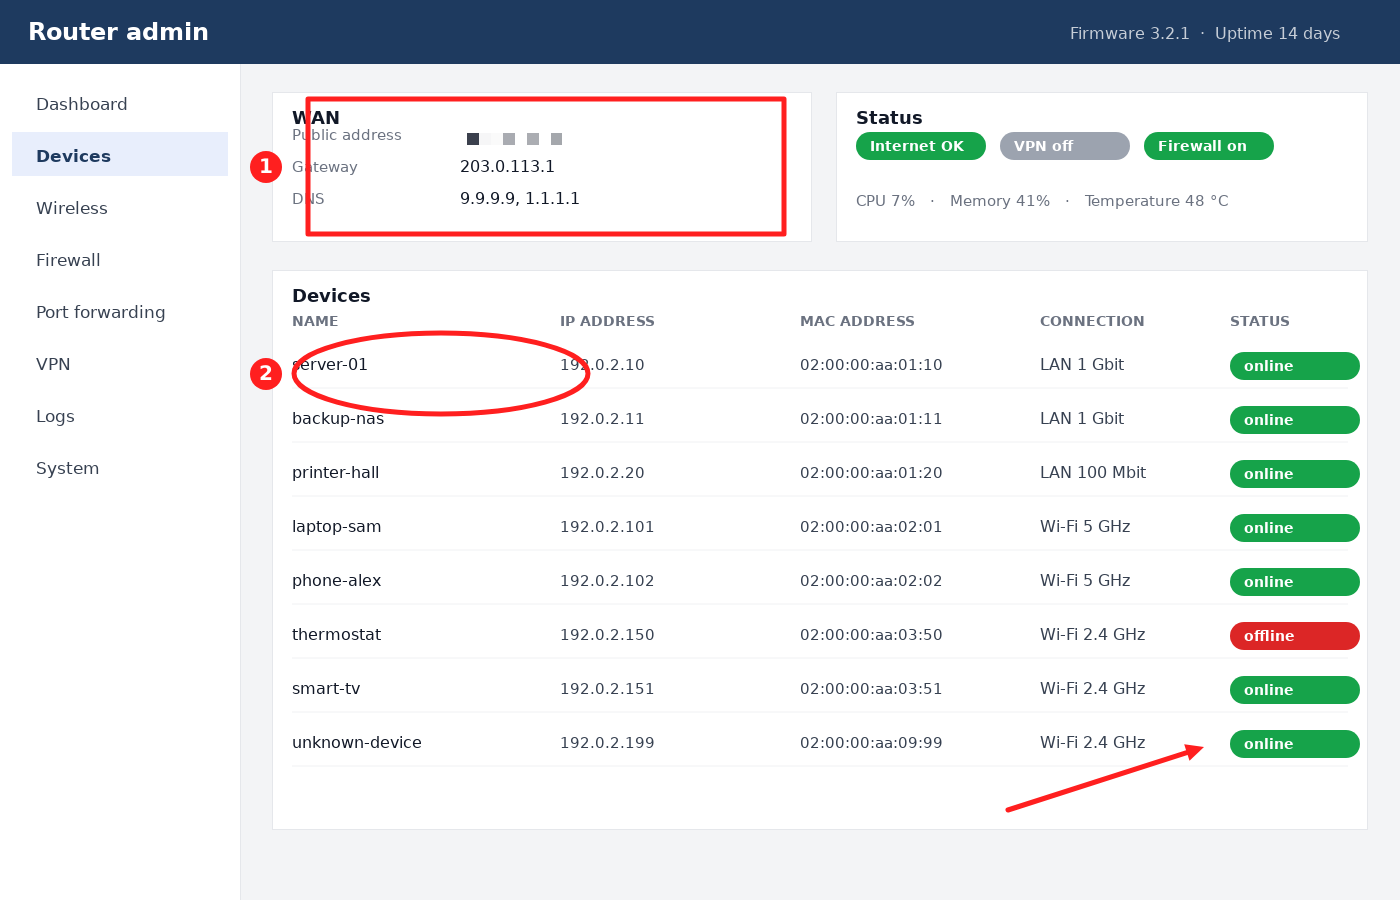 Router admin
Firmware 3.2.1 · Uptime 14 days
Dashboard
Devices
Wireless
Firewall
Port forwarding
VPN
Logs
System
1
WAN
Public address
Gateway 203.0.113.1
DNS 9.9.9.9, 1.1.1.1
Status
Internet OK VPN off Firewall on
CPU 7% · Memory 41% · Temperature 48 °C
Devices
NAME IP ADDRESS MAC ADDRESS CONNECTION STATUS
2
server-01 192.0.2.10 02:00:00:aa:01:10 LAN 1 Gbit online
backup-nas 192.0.2.11 02:00:00:aa:01:11 LAN 1 Gbit online
printer-hall 192.0.2.20 02:00:00:aa:01:20 LAN 100 Mbit online
laptop-sam 192.0.2.101 02:00:00:aa:02:01 Wi-Fi 5 GHz online
phone-alex 192.0.2.102 02:00:00:aa:02:02 Wi-Fi 5 GHz online
thermostat 192.0.2.150 02:00:00:aa:03:50 Wi-Fi 2.4 GHz offline
smart-tv 192.0.2.151 02:00:00:aa:03:51 Wi-Fi 2.4 GHz online
unknown-device 192.0.2.199 02:00:00:aa:09:99 Wi-Fi 2.4 GHz online